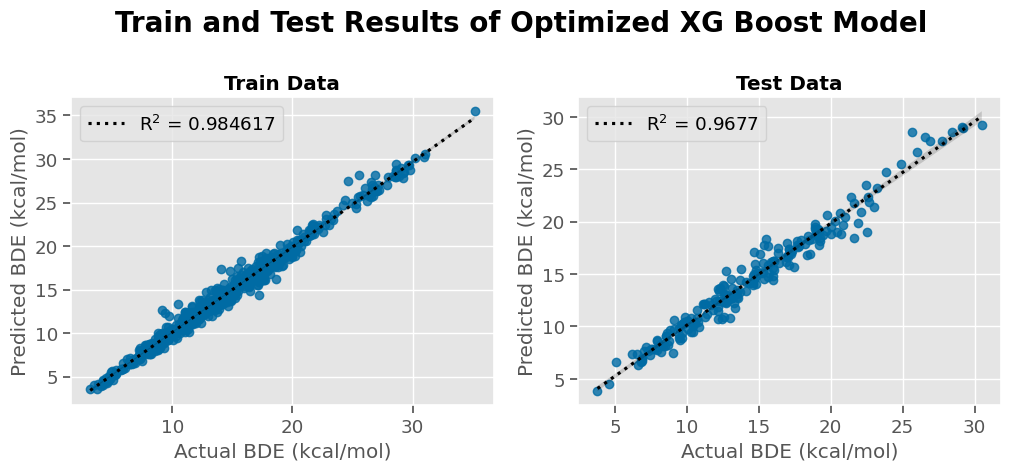 Train and Test Results of Optimized XG Boost Model
Train Data
R² = 0.984617
35
30
25
20
15
10
5
Predicted BDE (kcal/mol)
10 20 30
Actual BDE (kcal/mol)
Test Data
R² = 0.9677
30
25
20
15
10
5
Predicted BDE (kcal/mol)
5 10 15 20 25 30
Actual BDE (kcal/mol)